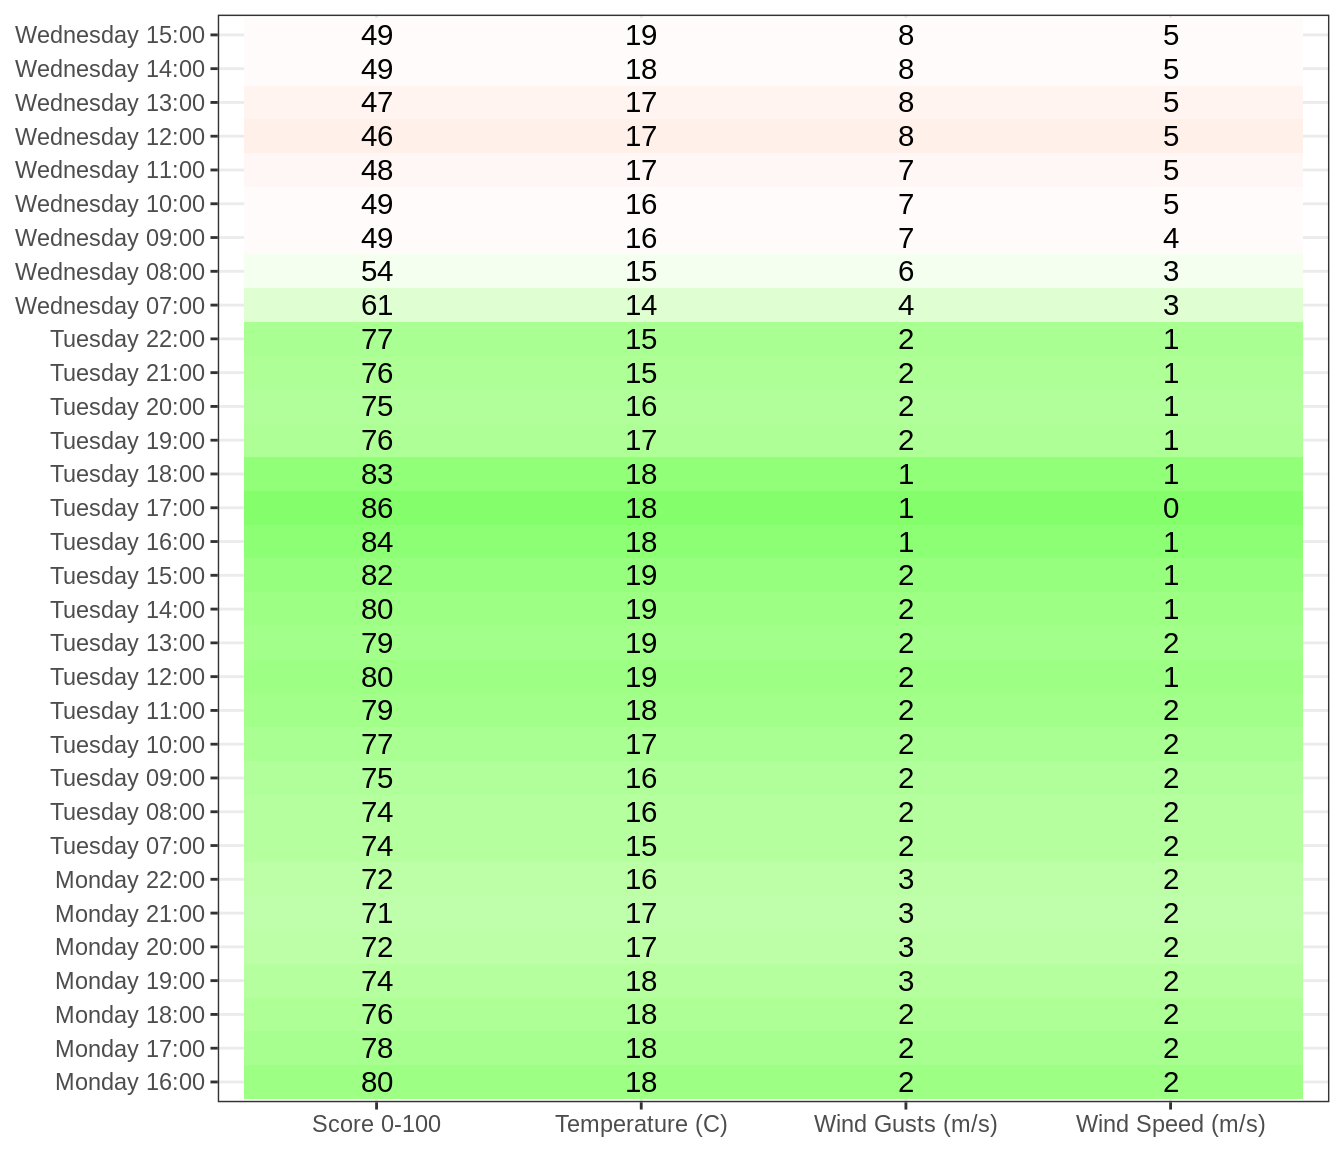 Wednesday 15:00 49 19 8 5
Wednesday 14:00 49 18 8 5
Wednesday 13:00 47 17 8 5
Wednesday 12:00 46 17 8 5
Wednesday 11:00 48 17 7 5
Wednesday 10:00 49 16 7 5
Wednesday 09:00 49 16 7 4
Wednesday 08:00 54 15 6 3
Wednesday 07:00 61 14 4 3
Tuesday 22:00 77 15 2 1
Tuesday 21:00 76 15 2 1
Tuesday 20:00 75 16 2 1
Tuesday 19:00 76 17 2 1
Tuesday 18:00 83 18 1 1
Tuesday 17:00 86 18 1 0
Tuesday 16:00 84 18 1 1
Tuesday 15:00 82 19 2 1
Tuesday 14:00 80 19 2 1
Tuesday 13:00 79 19 2 2
Tuesday 12:00 80 19 2 1
Tuesday 11:00 79 18 2 2
Tuesday 10:00 77 17 2 2
Tuesday 09:00 75 16 2 2
Tuesday 08:00 74 16 2 2
Tuesday 07:00 74 15 2 2
Monday 22:00 72 16 3 2
Monday 21:00 71 17 3 2
Monday 20:00 72 17 3 2
Monday 19:00 74 18 3 2
Monday 18:00 76 18 2 2
Monday 17:00 78 18 2 2
Monday 16:00 80 18 2 2
Score 0-100 Temperature (C) Wind Gusts (m/s) Wind Speed (m/s)